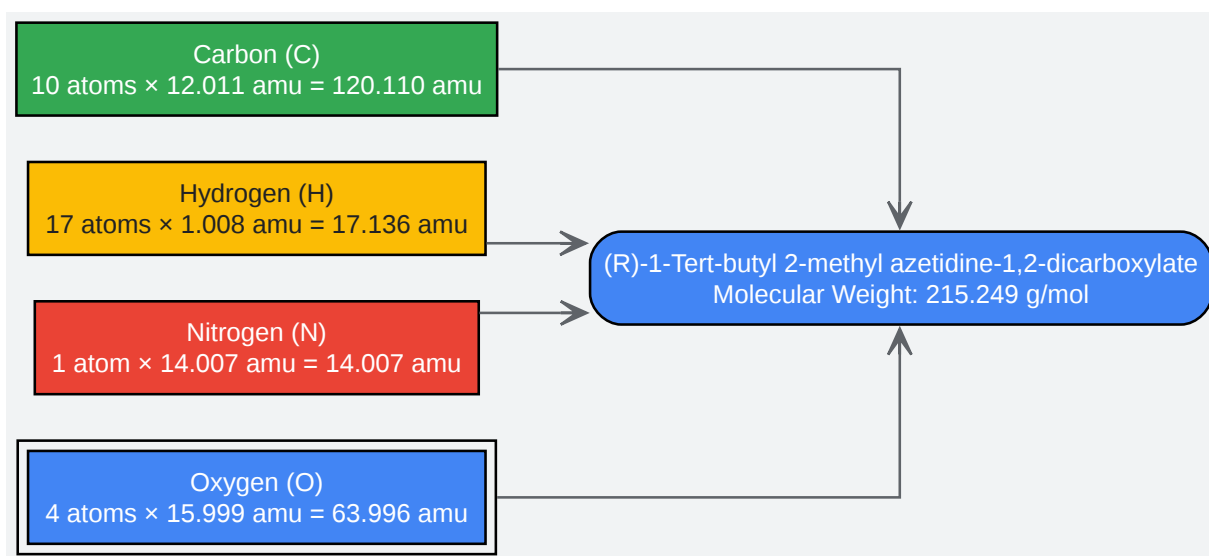 Carbon (C)
10 atoms × 12.011 amu = 120.110 amu
Hydrogen (H)
17 atoms × 1.008 amu = 17.136 amu
(R)-1-Tert-butyl 2-methyl azetidine-1,2-dicarboxylate
Molecular Weight: 215.249 g/mol
Nitrogen (N)
1 atom × 14.007 amu = 14.007 amu
Oxygen (O)
4 atoms × 15.999 amu = 63.996 amu